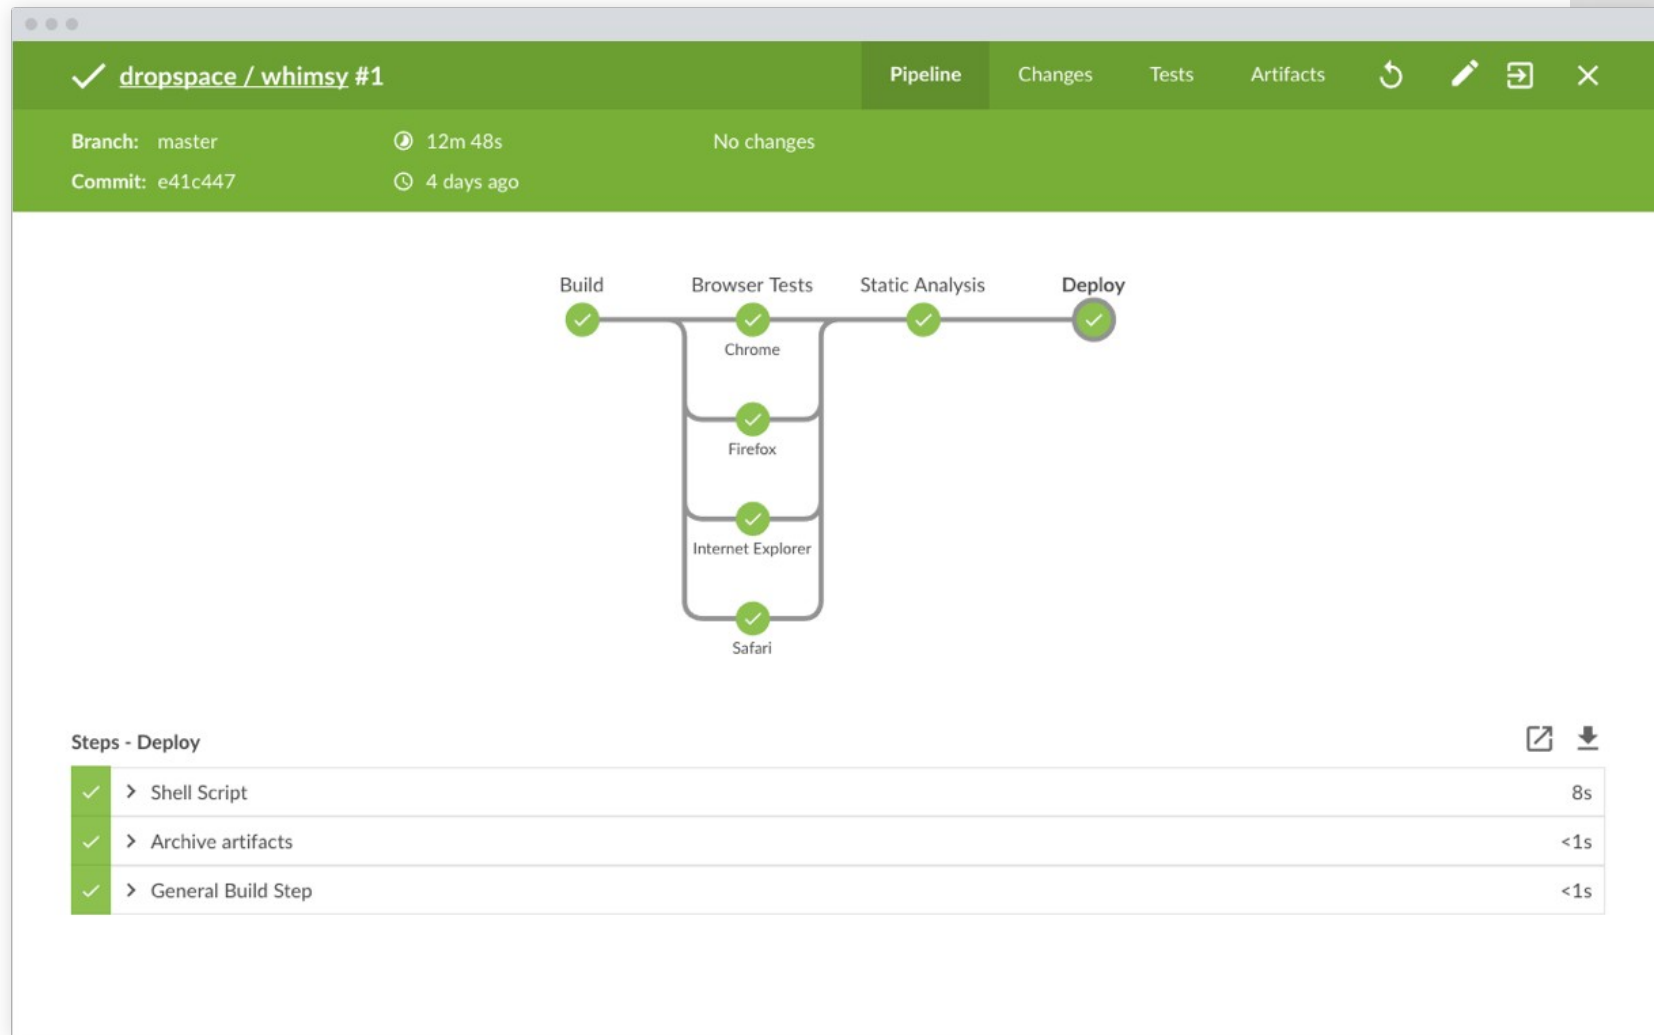 dropspace / whimsy #1
Pipeline Changes Tests Artifacts
Branch: master 12m 48s No changes
Commit: e41c447 4 days ago
Build Browser Tests Static Analysis Deploy
Chrome
Firefox
Internet Explorer
Safari
Steps - Deploy
Shell Script 8s
Archive artifacts <1s
General Build Step <1s